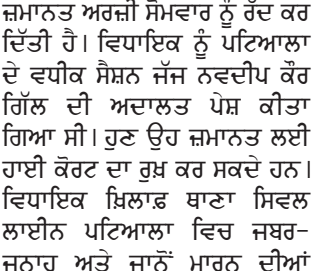 ਜ਼ਮਾਨਤ ਅਰਜ਼ੀ ਸੋਮਵਾਰ ਨੂੰ ਰੱਦ ਕਰ
ਦਿੱਤੀ ਹੈ। ਵਿਧਾਇਕ ਨੂੰ ਪਟਿਆਲਾ
ਦੇ ਵਧੀਕ ਸੈਸ਼ਨ ਜੱਜ ਨਵਦੀਪ ਕੌਰ
ਗਿੱਲ ਦੀ ਅਦਾਲਤ ਪੇਸ਼ ਕੀਤਾ
ਗਿਆ ਸੀ। ਹੁਣ ਉਹ ਜ਼ਮਾਨਤ ਲਈ
ਹਾਈ ਕੋਰਟ ਦਾ ਰੁਖ਼ ਕਰ ਸਕਦੇ ਹਨ।
ਵਿਧਾਇਕ ਖ਼ਿਲਾਫ਼ ਥਾਣਾ ਸਿਵਲ
ਲਾਈਨ ਪਟਿਆਲਾ ਵਿਚ ਜਬਰ-
ਜਨਾਹ ਅਤੇ ਜਾਨੋਂ ਮਾਰਨ ਦੀਆਂ